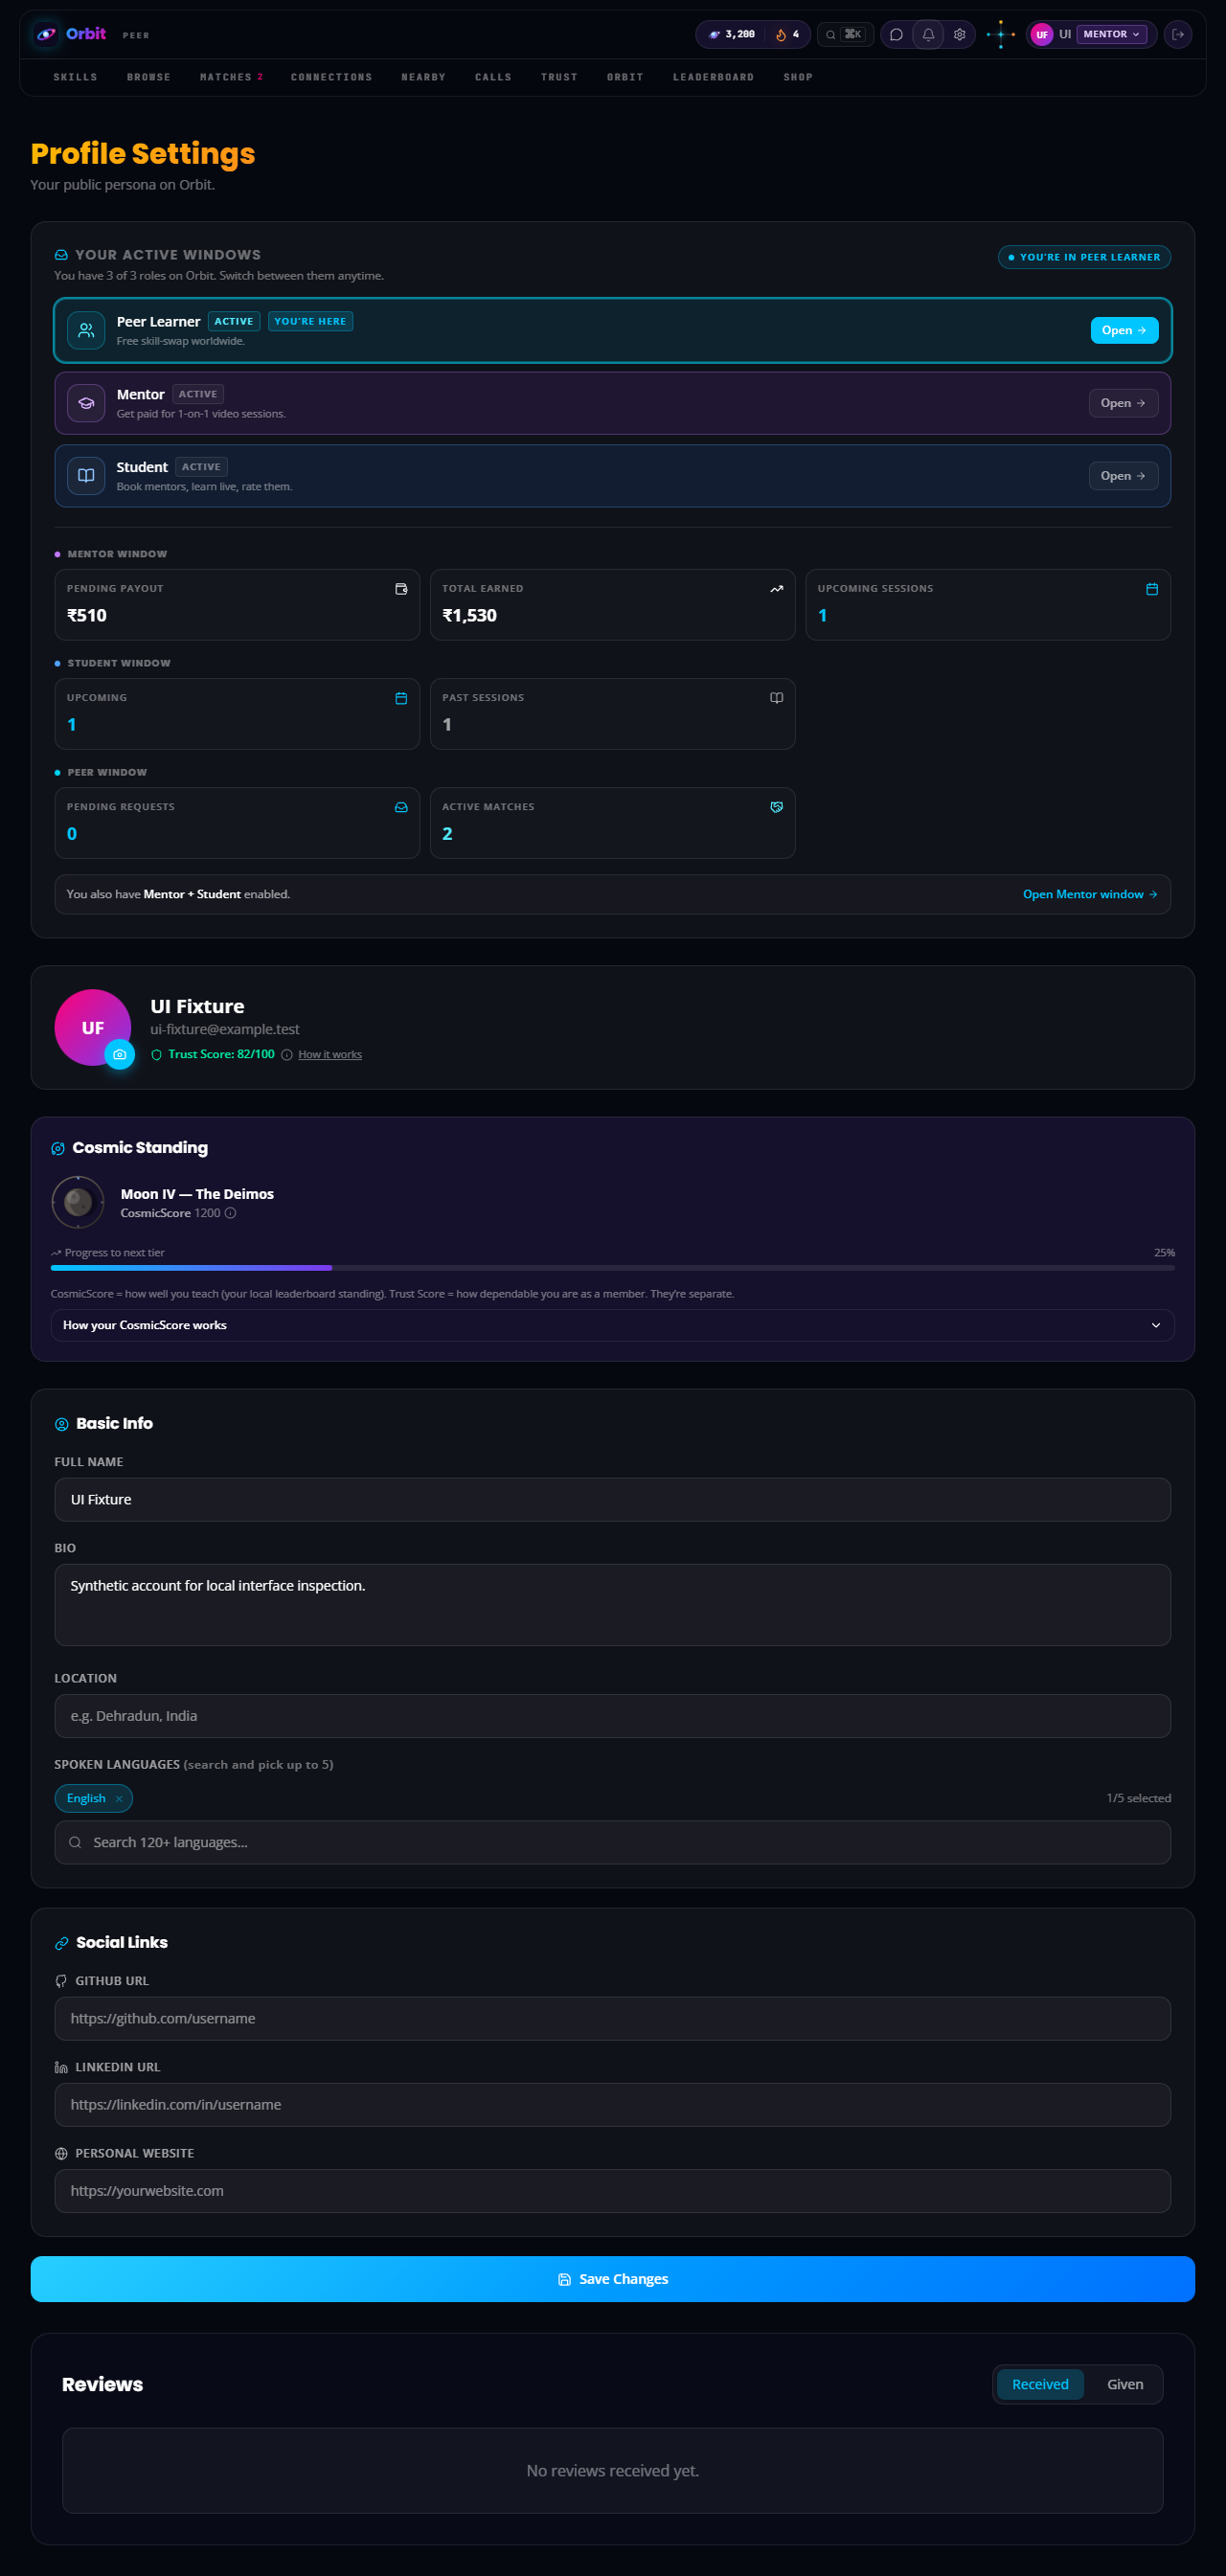 Orbit PEER 3,200 4 ⌘K UF UI MENTOR
SKILLS BROWSE MATCHES 2 CONNECTIONS NEARBY CALLS TRUST ORBIT LEADERBOARD SHOP
Profile Settings
Your public persona on Orbit.
YOUR ACTIVE WINDOWS
You have 3 of 3 roles on Orbit. Switch between them anytime.
YOU'RE IN PEER LEARNER
Peer Learner ACTIVE YOU'RE HERE
Free skill-swap worldwide.
Open →
Mentor ACTIVE
Get paid for 1-on-1 video sessions.
Open →
Student ACTIVE
Book mentors, learn live, rate them.
Open →
MENTOR WINDOW
PENDING PAYOUT
₹510
TOTAL EARNED
₹1,530
UPCOMING SESSIONS
1
STUDENT WINDOW
UPCOMING
1
PAST SESSIONS
1
PEER WINDOW
PENDING REQUESTS
0
ACTIVE MATCHES
2
You also have Mentor + Student enabled.
Open Mentor window →
UF
UI Fixture
ui-fixture@example.test
Trust Score: 82/100 How it works
Cosmic Standing
Moon IV — The Deimos
CosmicScore 1200
Progress to next tier 25%
CosmicScore = how well you teach (your local leaderboard standing). Trust Score = how dependable you are as a member. They're separate.
How your CosmicScore works
Basic Info
FULL NAME
UI Fixture
BIO
Synthetic account for local interface inspection.
LOCATION
e.g. Dehradun, India
SPOKEN LANGUAGES (search and pick up to 5)
English × 1/5 selected
Search 120+ languages...
Social Links
GITHUB URL
https://github.com/username
LINKEDIN URL
https://linkedin.com/in/username
PERSONAL WEBSITE
https://yourwebsite.com
Save Changes
Reviews
Received Given
No reviews received yet.